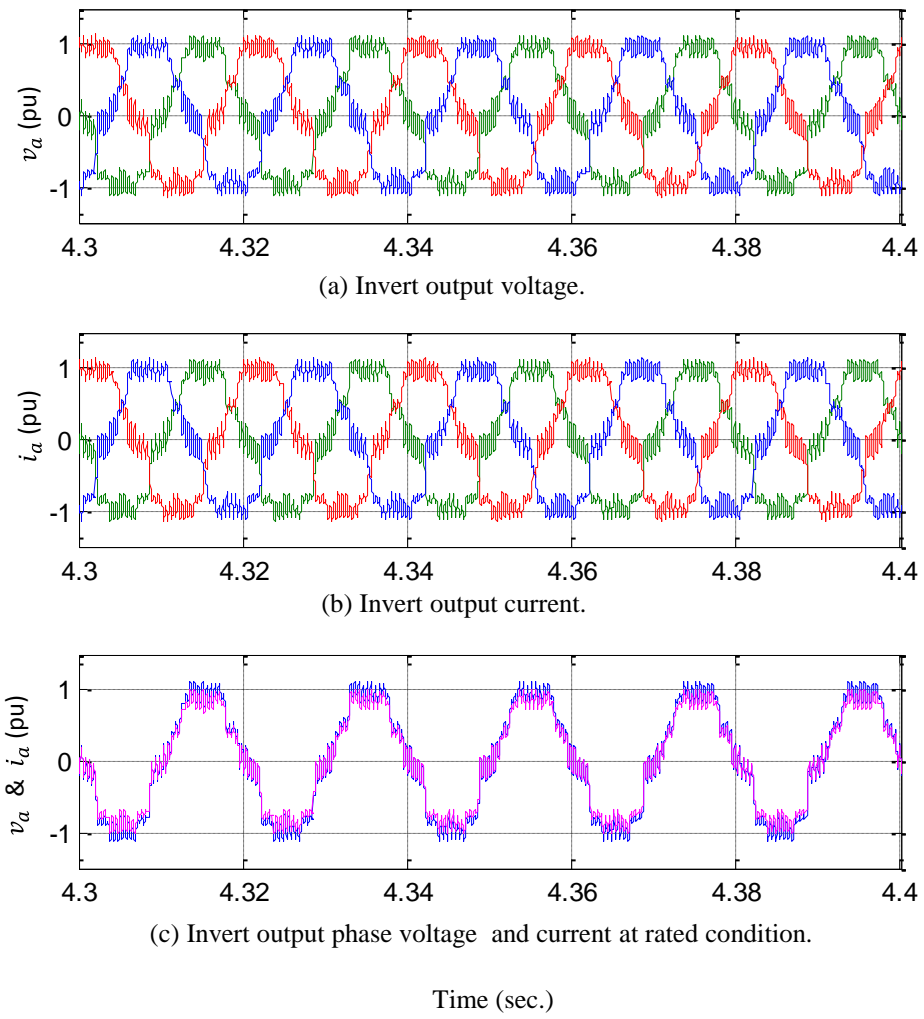 1
0
-1
v_a (pu)
4.3 4.32 4.34 4.36 4.38 4.4
(a) Invert output voltage.
1
0
-1
i_a (pu)
4.3 4.32 4.34 4.36 4.38 4.4
(b) Invert output current.
1
0
-1
v_a & i_a (pu)
4.3 4.32 4.34 4.36 4.38 4.4
(c) Invert output phase voltage and current at rated condition.
Time (sec.)